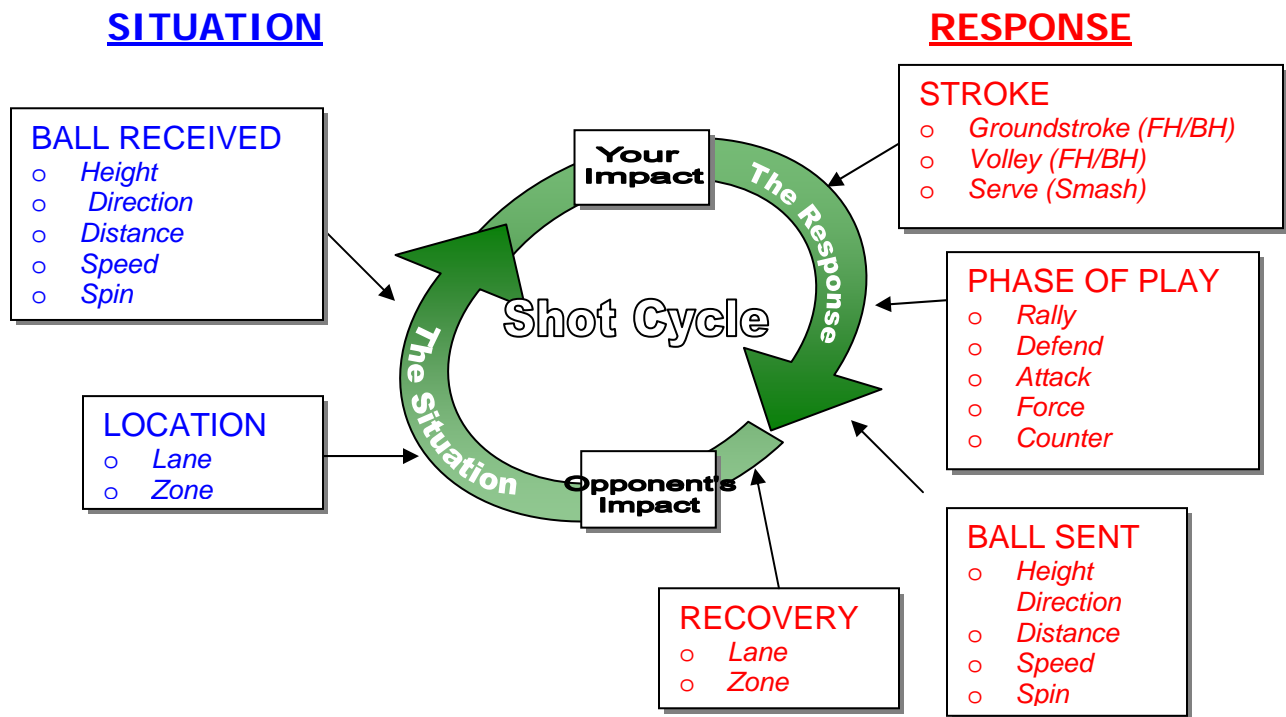 SITUATION
RESPONSE
BALL RECEIVED
o Height
o Direction
o Distance
o Speed
o Spin
LOCATION
o Lane
o Zone
Your
Impact
The Response
Shot Cycle
The Situation
Opponent's
Impact
STROKE
o Groundstroke (FH/BH)
o Volley (FH/BH)
o Serve (Smash)
PHASE OF PLAY
o Rally
o Defend
o Attack
o Force
o Counter
BALL SENT
o Height
Direction
o Distance
o Speed
o Spin
RECOVERY
o Lane
o Zone